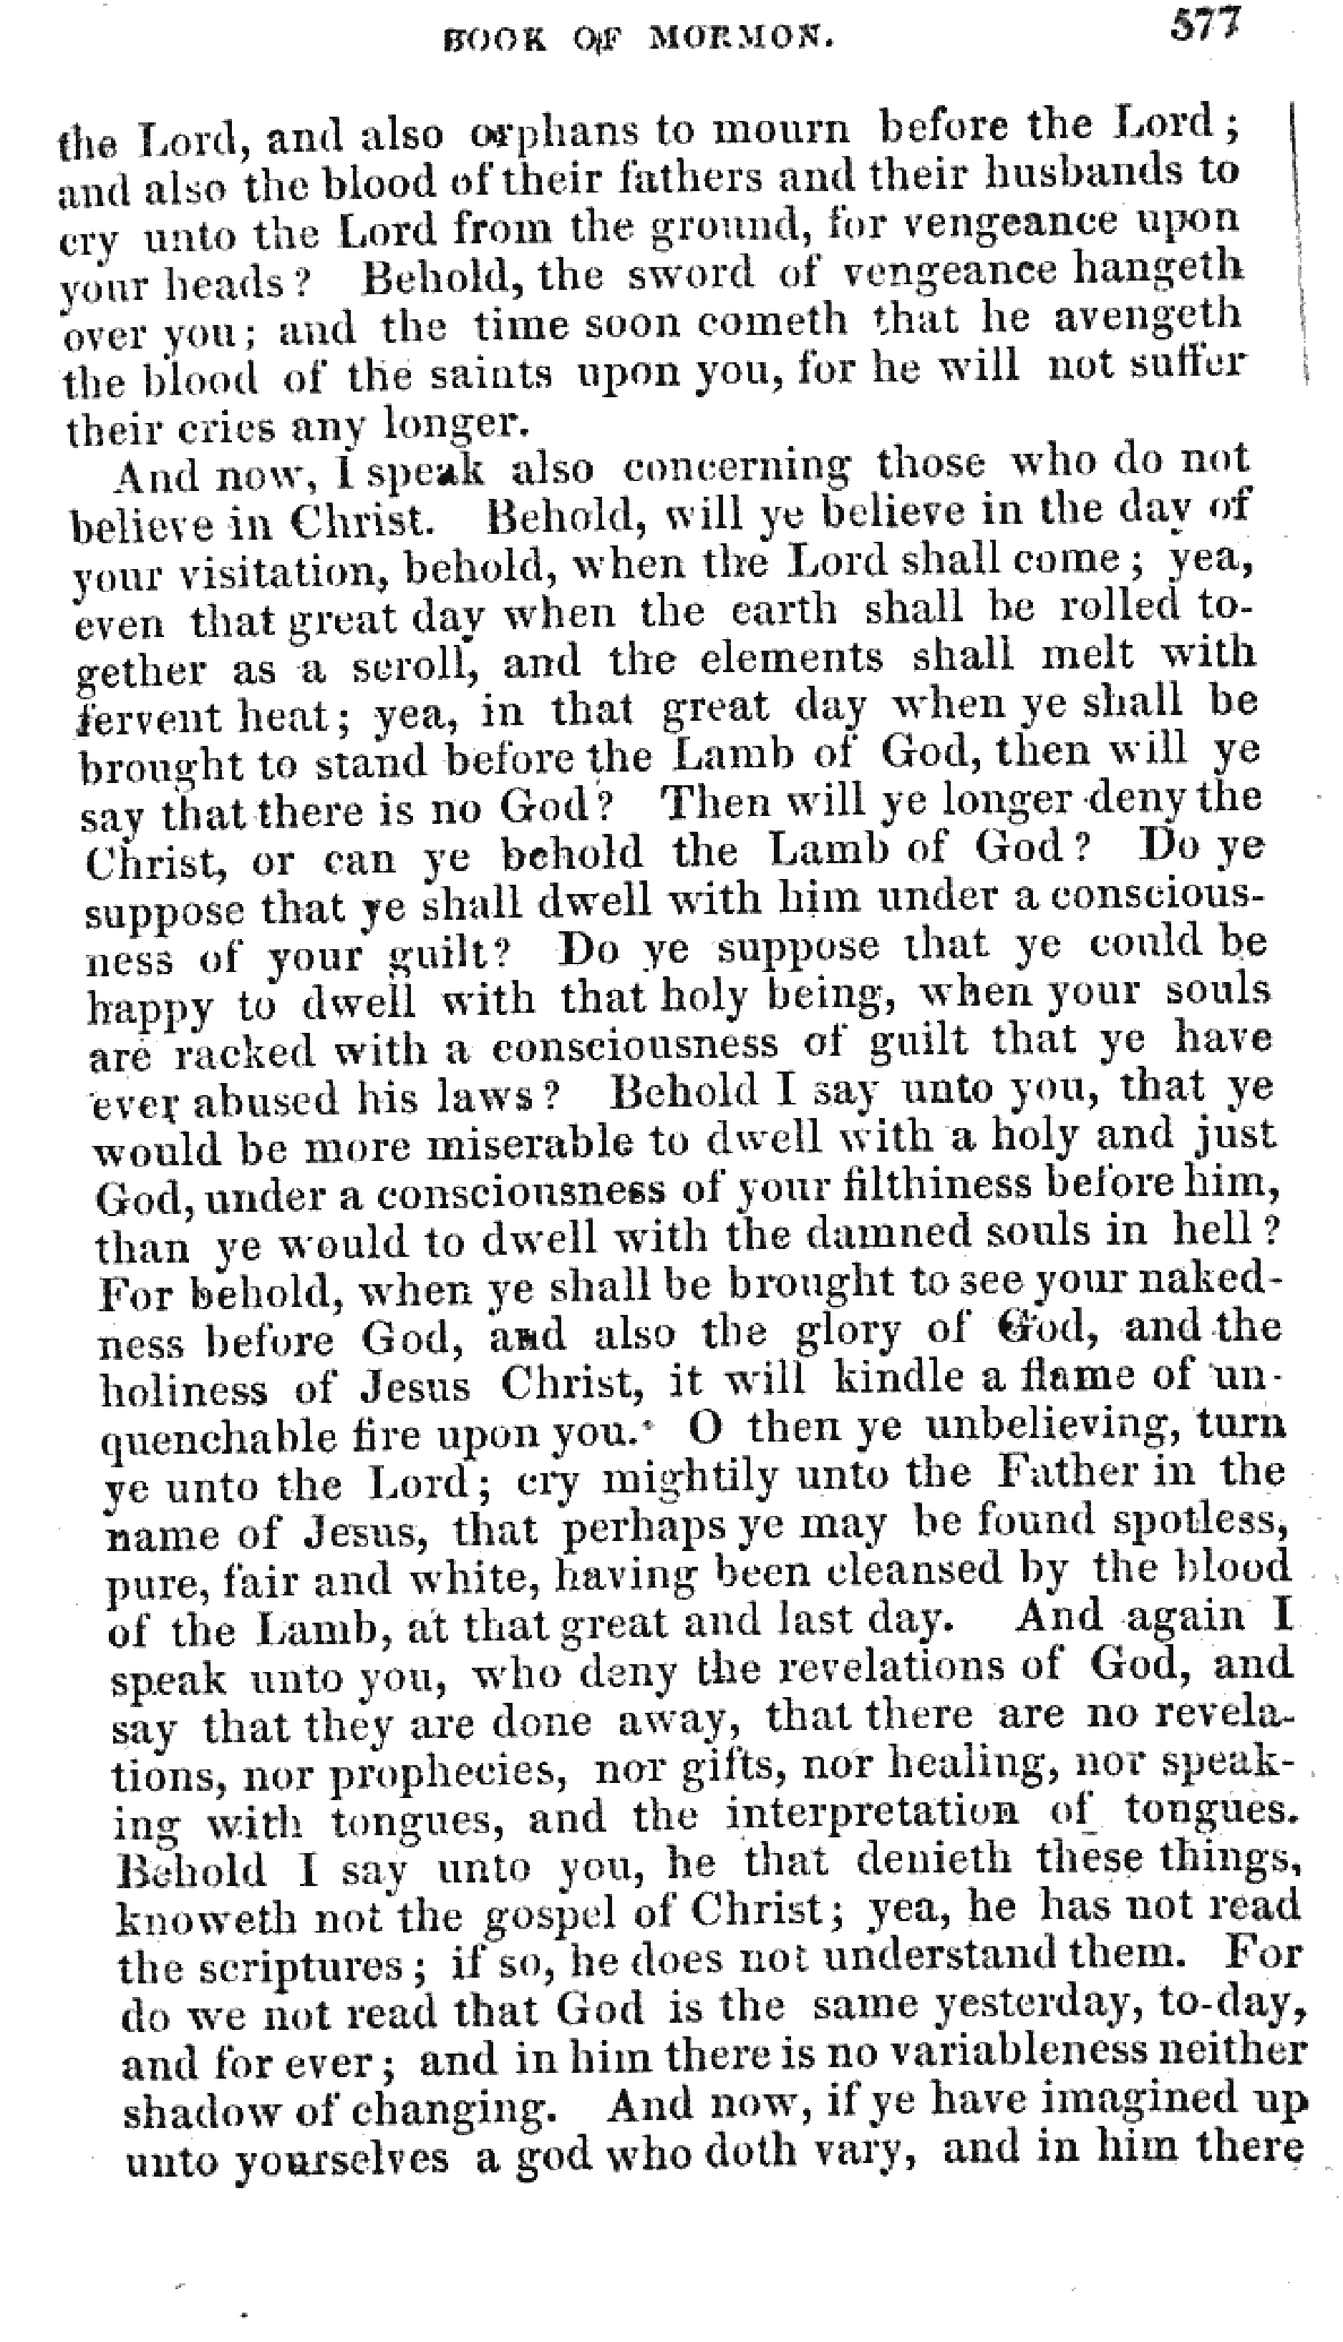 BOOK OF MORMON. 577
the Lord, and also orphans to mourn before the Lord;
and also the blood of their fathers and their husbands to
cry unto the Lord from the ground, for vengeance upon
your heads? Behold, the sword of vengeance hangeth
over you; and the time soon cometh that he avengeth
the blood of the saints upon you, for he will not suffer
their cries any longer.
And now, I speak also concerning those who do not
believe in Christ. Behold, will ye believe in the day of
your visitation, behold, when the Lord shall come; yea,
even that great day when the earth shall be rolled to-
gether as a scroll, and the elements shall melt with
fervent heat; yea, in that great day when ye shall be
brought to stand before the Lamb of God, then will ye
say that there is no God? Then will ye longer deny the
Christ, or can ye behold the Lamb of God? Do ye
suppose that ye shall dwell with him under a conscious-
ness of your guilt? Do ye suppose that ye could be
happy to dwell with that holy being, when your souls
are racked with a consciousness of guilt that ye have
ever abused his laws? Behold I say unto you, that ye
would be more miserable to dwell with a holy and just
God, under a consciousness of your filthiness before him,
than ye would to dwell with the damned souls in hell?
For behold, when ye shall be brought to see your naked-
ness before God, and also the glory of God, and the
holiness of Jesus Christ, it will kindle a flame of un-
quenchable fire upon you. O then ye unbelieving, turn
ye unto the Lord; cry mightily unto the Father in the
name of Jesus, that perhaps ye may be found spotless,
pure, fair and white, having been cleansed by the blood
of the Lamb, at that great and last day. And again I
speak unto you, who deny the revelations of God, and
say that they are done away, that there are no revela-
tions, nor prophecies, nor gifts, nor healing, nor speak-
ing with tongues, and the interpretation of tongues.
Behold I say unto you, he that denieth these things,
knoweth not the gospel of Christ; yea, he has not read
the scriptures; if so, he does not understand them. For
do we not read that God is the same yesterday, to-day,
and for ever; and in him there is no variableness neither
shadow of changing. And now, if ye have imagined up
unto yourselves a god who doth vary, and in him there